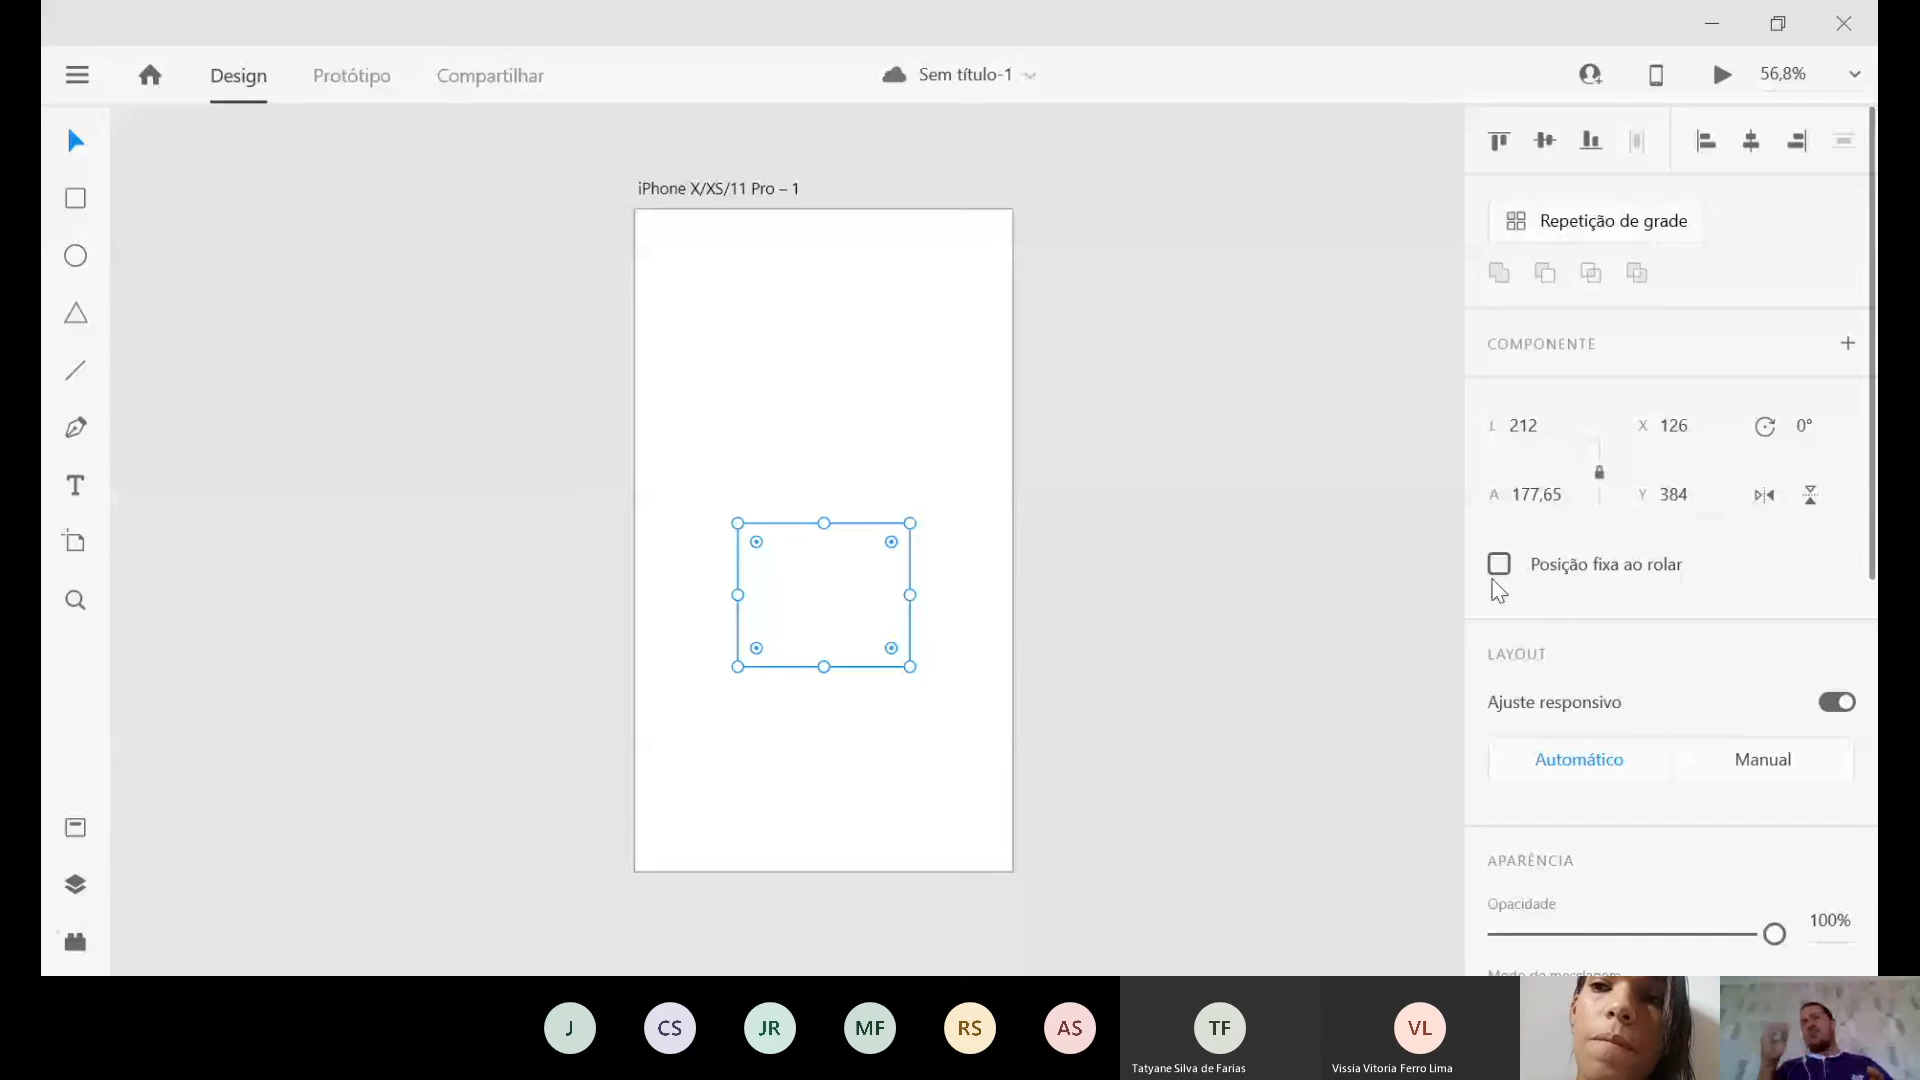 Design
Protótipo
Compartilhar
Sem título-1
56,8%
iPhone X/XS/11 Pro – 1
Repetição de grade
COMPONENTE
L 212
X 126
0°
A 177,65
Y 384
Posição fixa ao rolar
LAYOUT
Ajuste responsivo
Automático
Manual
APARÊNCIA
Opacidade
100%
J
CS
JR
MF
RS
AS
TF
VL
Tatyane Silva de Farias
Vissia Vitoria Ferro Lima